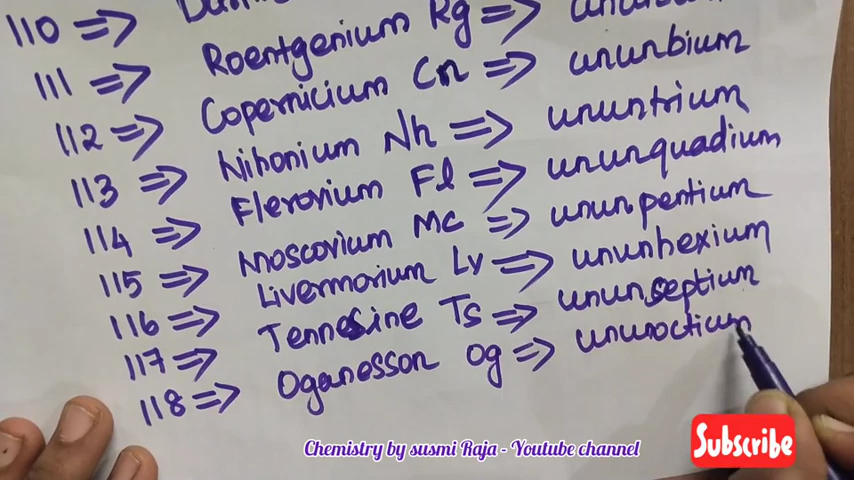 110 =>
111 => Roentgenium Rg =>
112 => Copernicium Cn => ununbium
113 => Nihonium Nh => ununtrium
114 => Flerovium Fl => ununquadium
115 => Moscovium Mc => ununpentium
116 => Livermorium Lv => ununhexium
117 => Tennesine Ts => ununseptium
118 => Oganesson Og => ununoctium
Chemistry by susmi Raja - Youtube channel
Subscribe